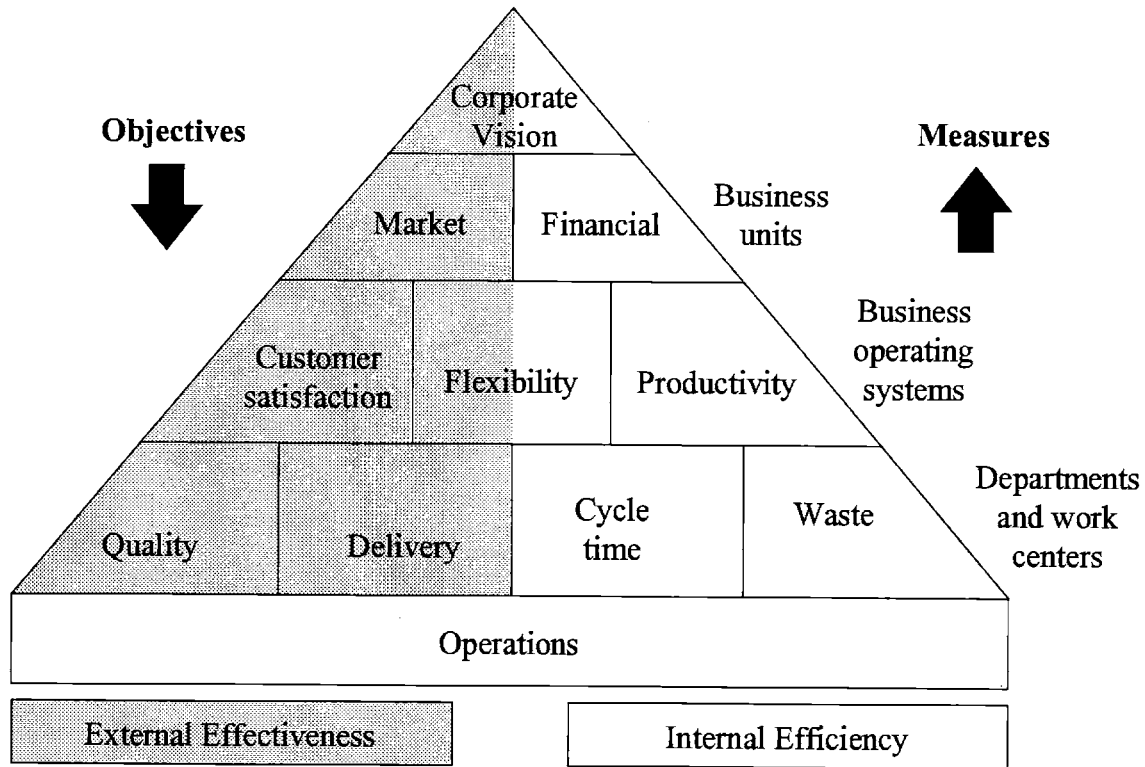 Corporate
Vision
Objectives
Measures
Market
Financial
Business
units
Customer
satisfaction
Flexibility
Productivity
Business
operating
systems
Quality
Delivery
Cycle
time
Waste
Departments
and work
centers
Operations
External Effectiveness
Internal Efficiency